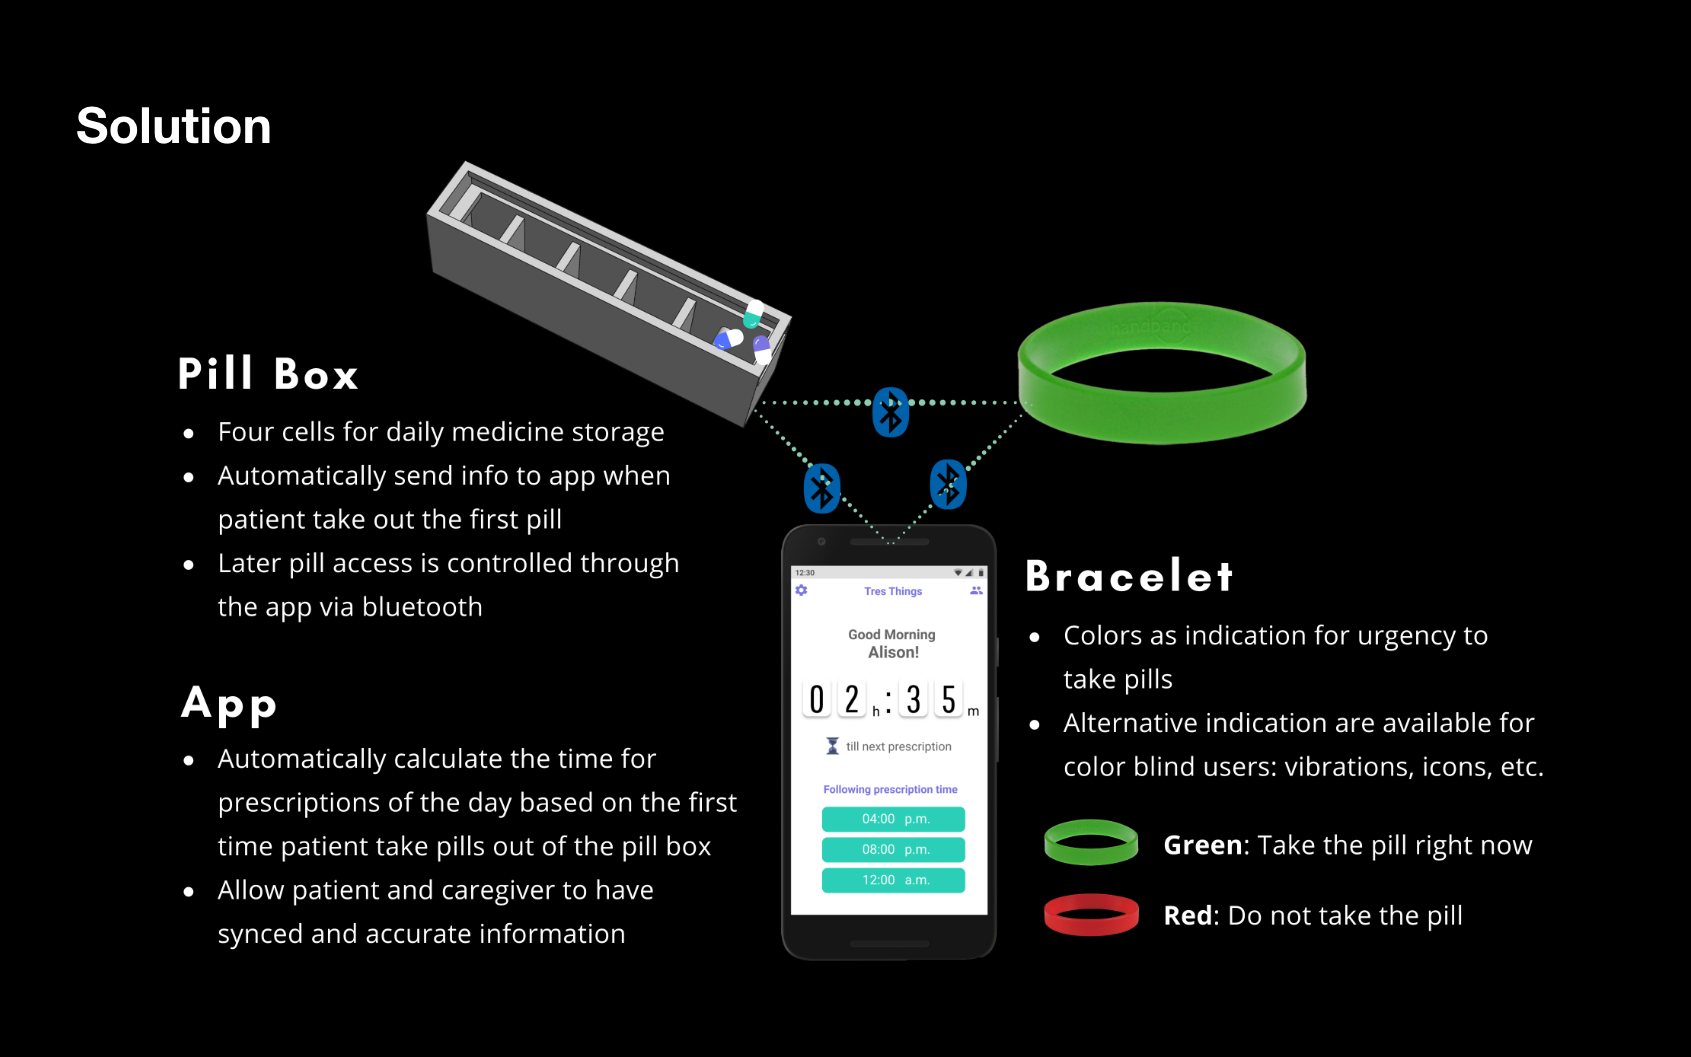 Solution
handband
Pill Box
• Four cells for daily medicine storage
• Automatically send info to app when
patient take out the first pill
• Later pill access is controlled through
the app via bluetooth
App
• Automatically calculate the time for
prescriptions of the day based on the first
time patient take pills out of the pill box
• Allow patient and caregiver to have
synced and accurate information
12:30
Tres Things
Good Morning
Alison!
02h:35m
till next prescription
Following prescription time
04:00 p.m.
08:00 p.m.
12:00 a.m.
Bracelet
• Colors as indication for urgency to
take pills
• Alternative indication are available for
color blind users: vibrations, icons, etc.
Green: Take the pill right now
Red: Do not take the pill